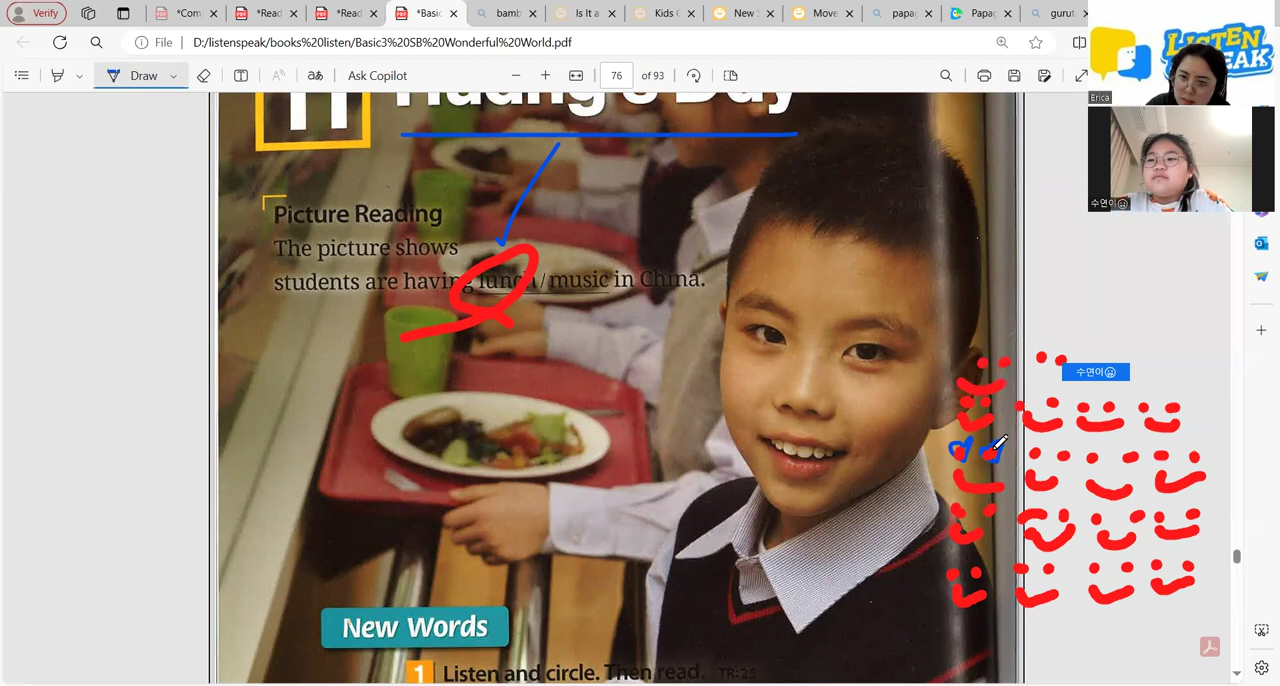 Verify
*Com
*Read
*Read
*Basic
bamb
Is It a
Kids C
New S
Move
papa
Papag
gurut
File
D:/listenspeak/books%20listen/Basic3%20SB%20Wonderful%20World.pdf
Draw
Ask Copilot
76
of 93
LISTEN
SPEAK
Erica
수연이😀
11
Huang's Day
Picture Reading
The picture shows
students are having lunch/music in China.
수연이😀
New Words
1 Listen and circle. Then read. TR: 25